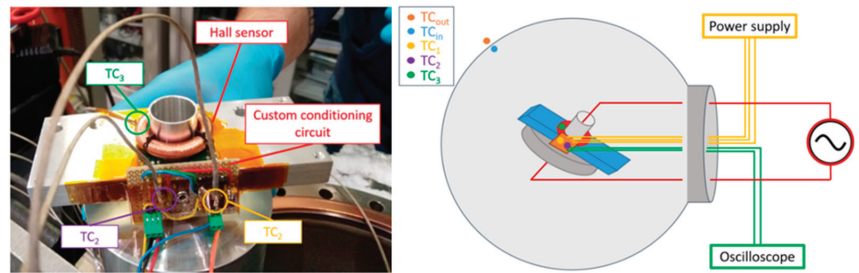 Hall sensor
TC3
Custom conditioning
circuit
TC2
TC2
TCout
TCin
TC1
TC2
TC3
Power supply
Oscilloscope